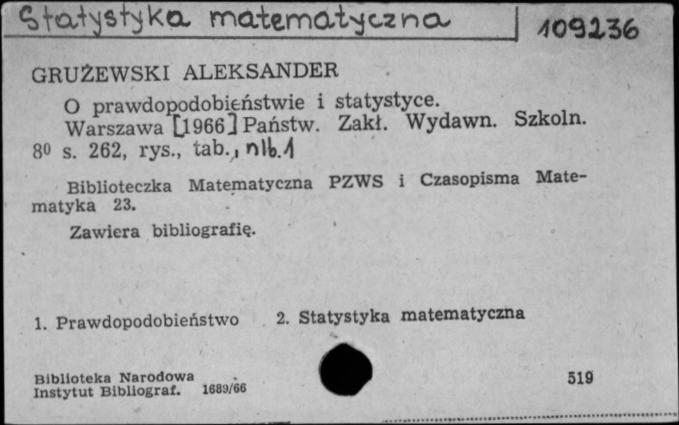 Statystyka matematyczna
109236
GRUŻEWSKI ALEKSANDER
O prawdopodobieństwie i statystyce.
Warszawa [1966] Państw. Zakł. Wydawn. Szkoln.
8⁰ s. 262, rys., tab., nlb. 1
Biblioteczka Matematyczna PZWS i Czasopisma Mate-
matyka 23.
Zawiera bibliografię.
1. Prawdopodobieństwo 2. Statystyka matematyczna
Biblioteka Narodowa
Instytut Bibliograf. 1689/66
519